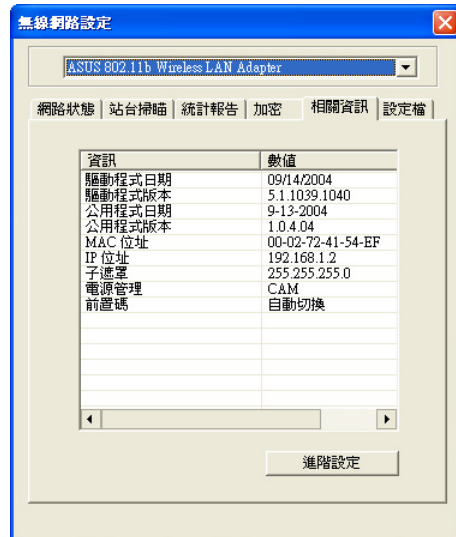 無線網路設定
ASUS 802.11b Wireless LAN Adapter
網路狀態 站台掃瞄 統計報告 加密 相關資訊 設定檔
資訊 數值
驅動程式日期 09/14/2004
驅動程式版本 5.1.1039.1040
公用程式日期 9-13-2004
公用程式版本 1.0.4.04
MAC 位址 00-02-72-41-54-EF
IP 位址 192.168.1.2
子遮罩 255.255.255.0
電源管理 CAM
前置碼 自動切換
進階設定